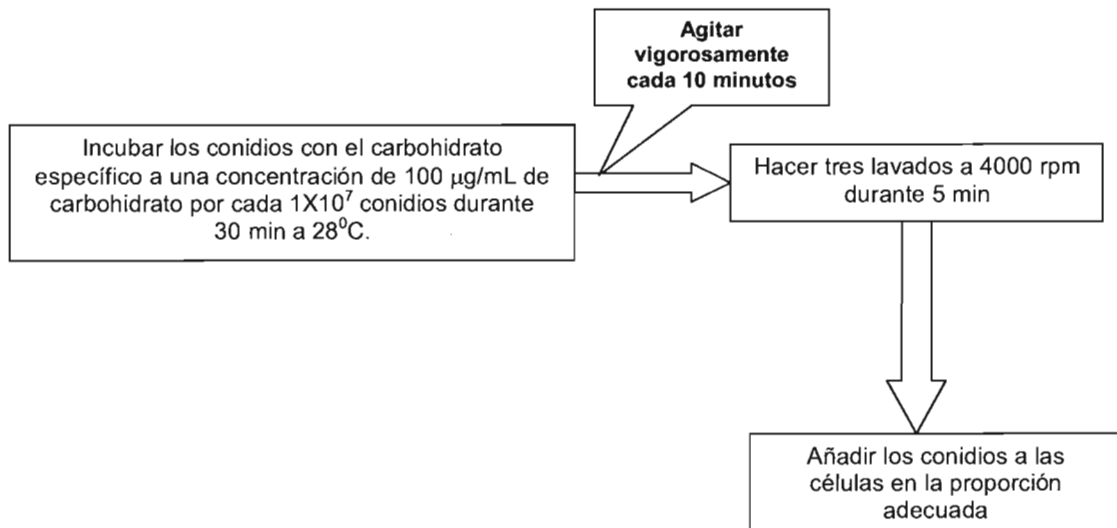 Agitar
vigorosamente
cada 10 minutos
Incubar los conidios con el carbohidrato
específico a una concentración de 100 μg/mL de
carbohidrato por cada 1X10⁷ conidios durante
30 min a 28⁰C.
Hacer tres lavados a 4000 rpm
durante 5 min
Añadir los conidios a las
células en la proporción
adecuada